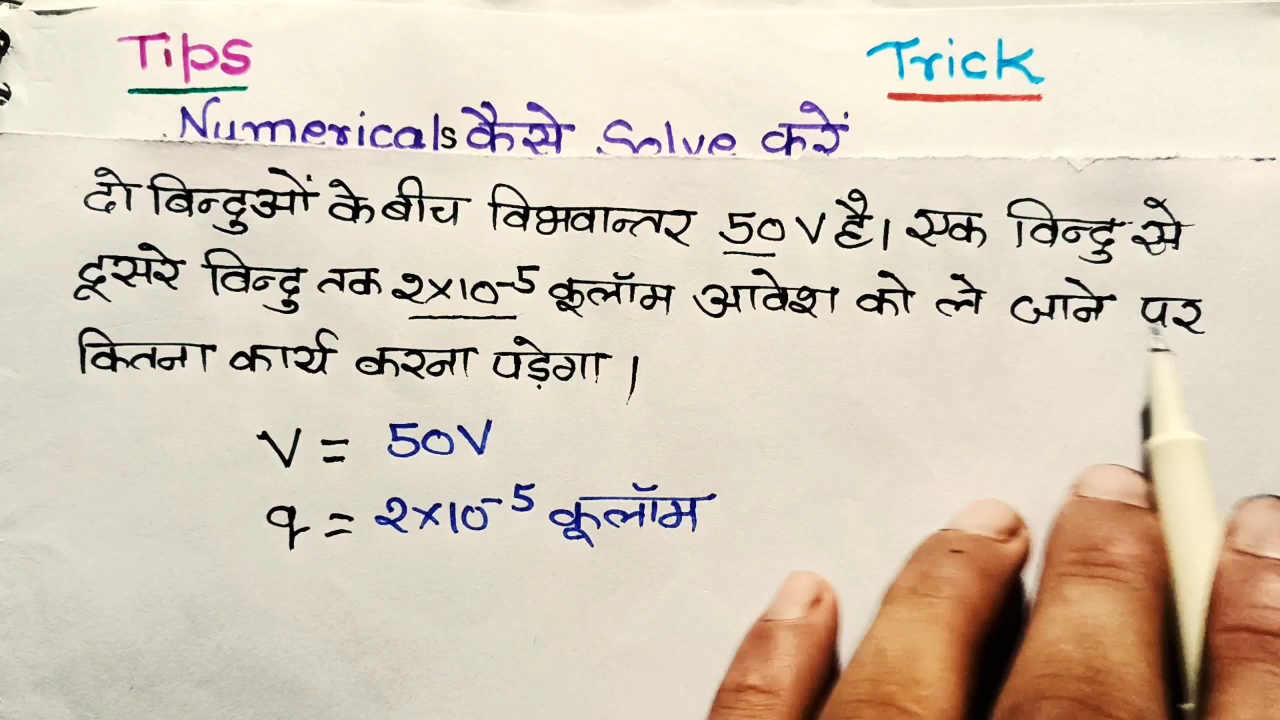 Tips
Trick
Numericals कैसे Solve करें
दो बिन्दुओं के बीच विभवान्तर 50V है। एक विन्दु से
दूसरे विन्दु तक 2×10⁻⁵ कूलॉम आवेश को ले जाने पर
कितना कार्य करना पड़ेगा।
V = 50V
q = 2×10⁻⁵ कूलॉम